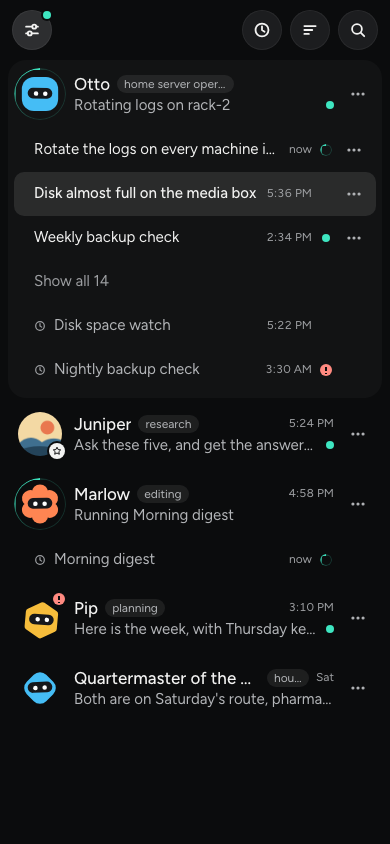 Otto home server oper...
Rotating logs on rack-2
Rotate the logs on every machine i... now
Disk almost full on the media box 5:36 PM
Weekly backup check 2:34 PM
Show all 14
Disk space watch 5:22 PM
Nightly backup check 3:30 AM
Juniper research 5:24 PM
Ask these five, and get the answer...
Marlow editing 4:58 PM
Running Morning digest
Morning digest now
Pip planning 3:10 PM
Here is the week, with Thursday ke...
Quartermaster of the ... hou... Sat
Both are on Saturday's route, pharma...